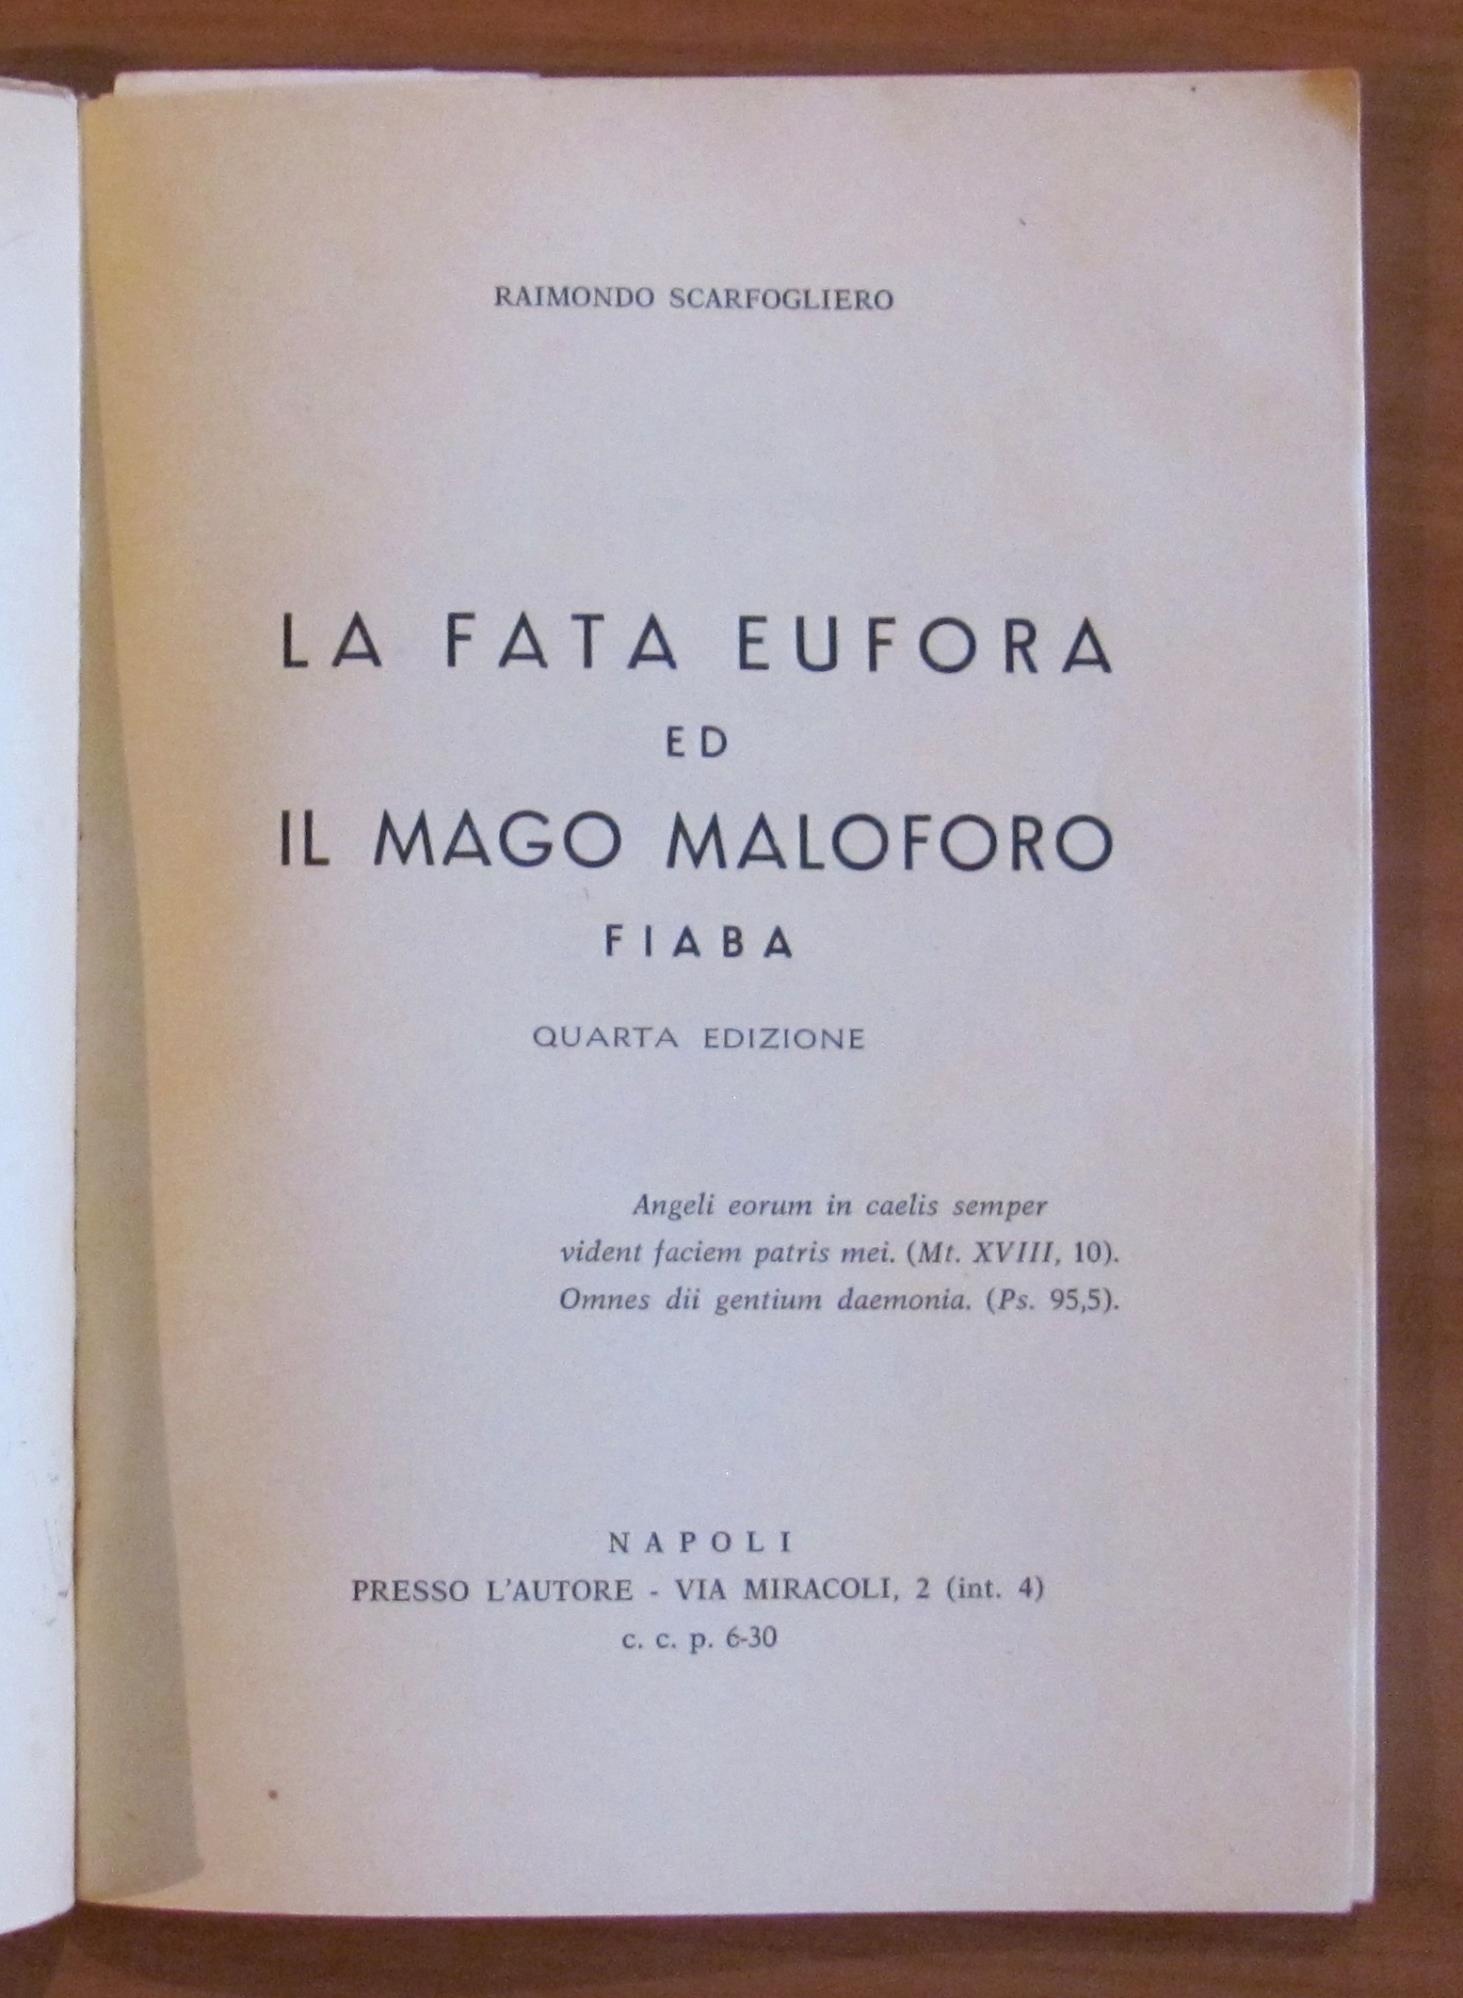 RAIMONDO SCARFOGLIERO
LA FATA EUFORA
ED
IL MAGO MALOFORO
FIABA
QUARTA EDIZIONE
Angeli eorum in caelis semper
vident faciem patris mei. (Mt. XVIII, 10).
Omnes dii gentium daemonia. (Ps. 95,5).
NAPOLI
PRESSO L'AUTORE - VIA MIRACOLI, 2 (int. 4)
c. c. p. 6-30